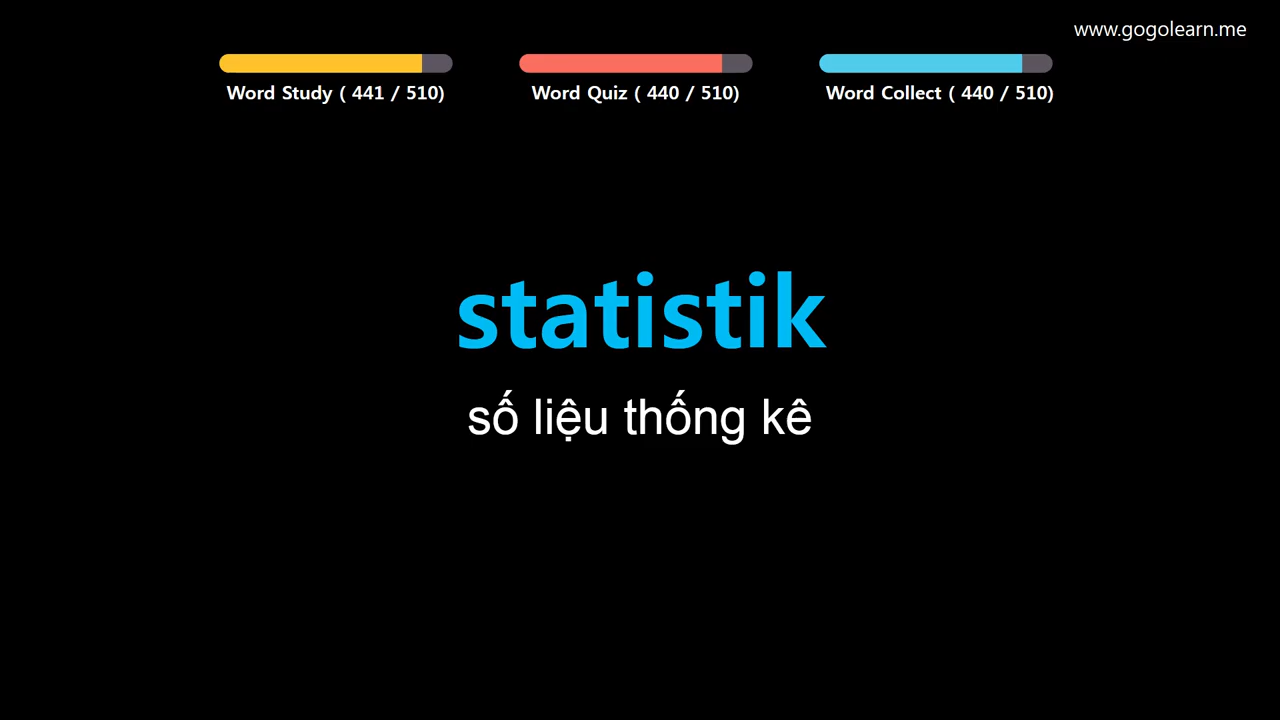 www.gogolearn.me
Word Study ( 441 / 510)
Word Quiz ( 440 / 510)
Word Collect ( 440 / 510)
statistik
số liệu thống kê